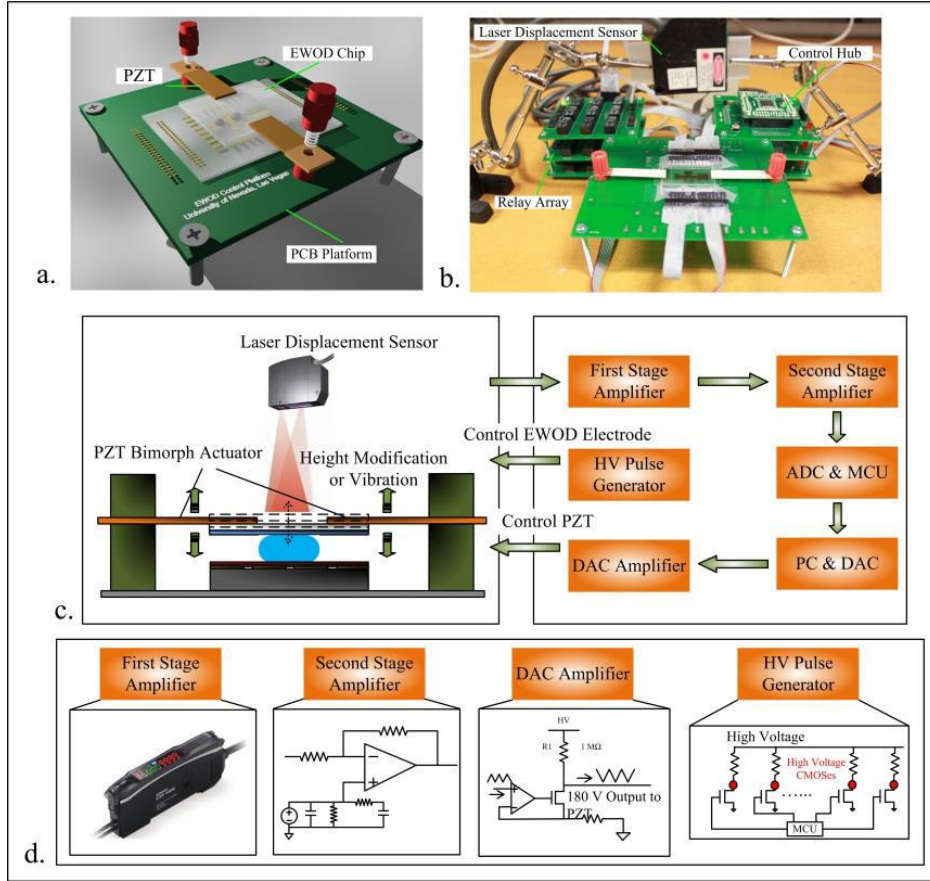 EWOD Chip
PZT
EWOD Control Platform
University of Nevada, Las Vegas
PCB Platform
a.
Laser Displacement Sensor
Control Hub
Relay Array
b.
Laser Displacement Sensor
PZT Bimorph Actuator
Height Modification
or Vibration
c.
First Stage
Amplifier
Second Stage
Amplifier
Control EWOD Electrode
HV Pulse
Generator
ADC & MCU
Control PZT
DAC Amplifier
PC & DAC
First Stage
Amplifier
Second Stage
Amplifier
DAC Amplifier
HV Pulse
Generator
HV
R1
1 MΩ
180 V Output to
PZT
High Voltage
High Voltage
CMOSes
MCU
d.